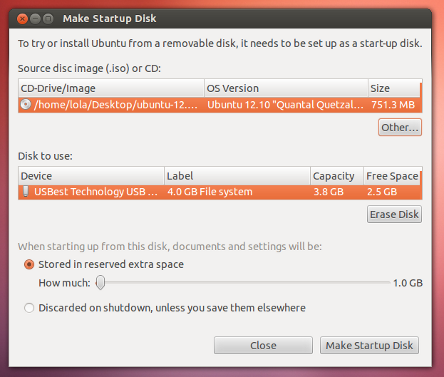 Make Startup Disk
To try or install Ubuntu from a removable disk, it needs to be set up as a start-up disk.
Source disc image (.iso) or CD:
CD-Drive/Image OS Version Size
/home/lola/Desktop/ubuntu-12.... Ubuntu 12.10 "Quantal Quetzal... 751.3 MB
Other...
Disk to use:
Device Label Capacity Free Space
USBest Technology USB ... 4.0 GB File system 3.8 GB 2.5 GB
Erase Disk
When starting up from this disk, documents and settings will be:
Stored in reserved extra space
How much: 1.0 GB
Discarded on shutdown, unless you save them elsewhere
Close Make Startup Disk